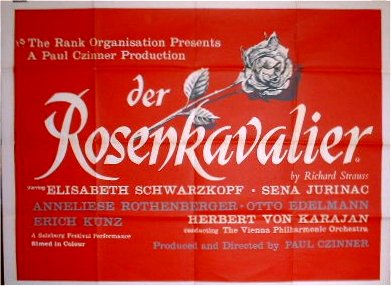 The Rank Organisation Presents
A Paul Czinner Production
der
Rosenkavalier
by Richard Strauss
starring ELISABETH SCHWARZKOPF · SENA JURINAC
ANNELIESE ROTHENBERGER · OTTO EDELMANN
ERICH KUNZ
HERBERT VON KARAJAN
conducting The Vienna Philharmonic Orchestra
A Salzburg Festival Performance
filmed in Colour
Produced and Directed by PAUL CZINNER